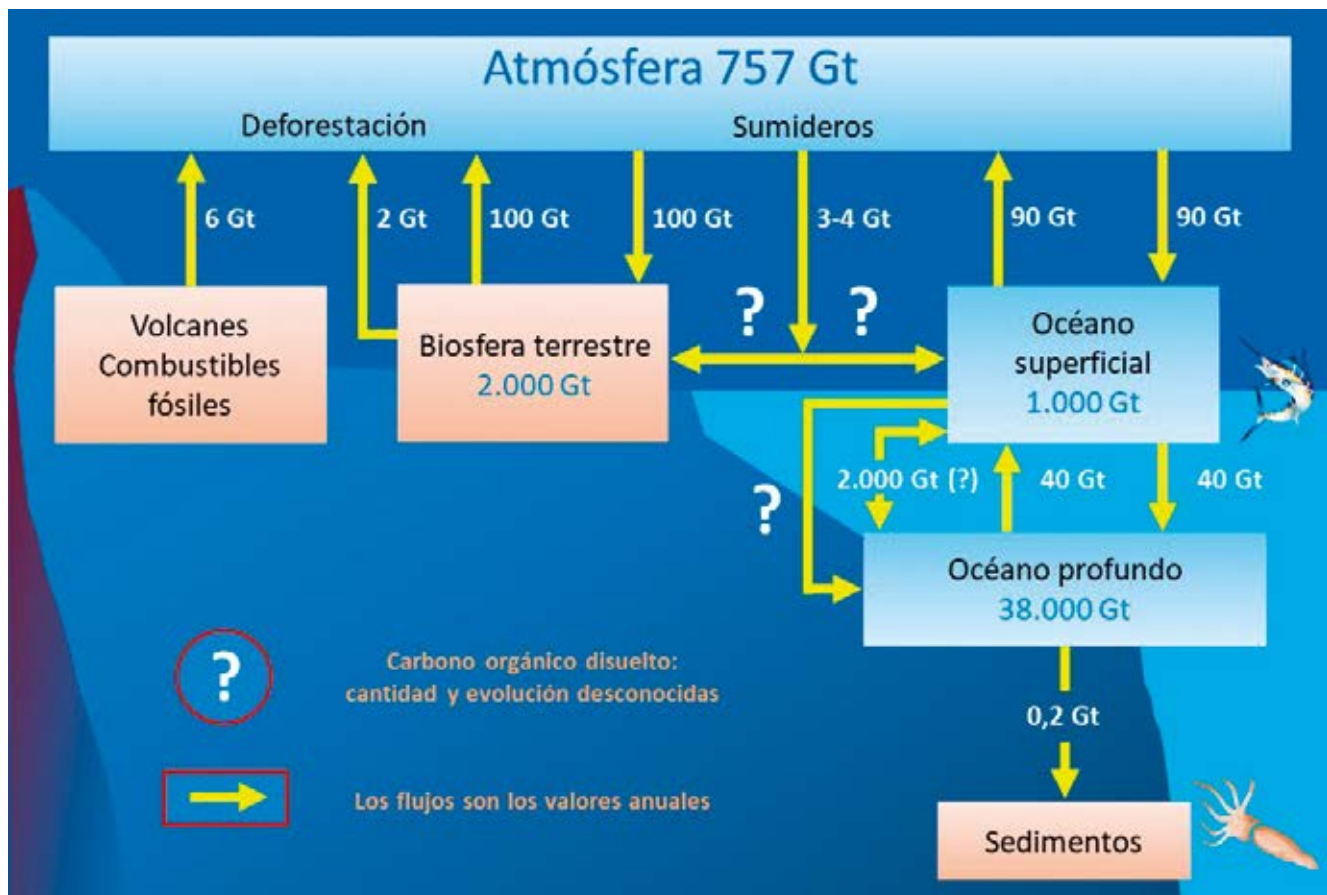 Atmósfera 757 Gt
Deforestación
Sumideros
6 Gt
2 Gt
100 Gt
100 Gt
3-4 Gt
90 Gt
90 Gt
Volcanes
Combustibles
fósiles
Biosfera terrestre
2.000 Gt
?
?
Océano
superficial
1.000 Gt
?
2.000 Gt (?)
40 Gt
40 Gt
Océano profundo
38.000 Gt
?
Carbono orgánico disuelto:
cantidad y evolución desconocidas
0,2 Gt
Los flujos son los valores anuales
Sedimentos